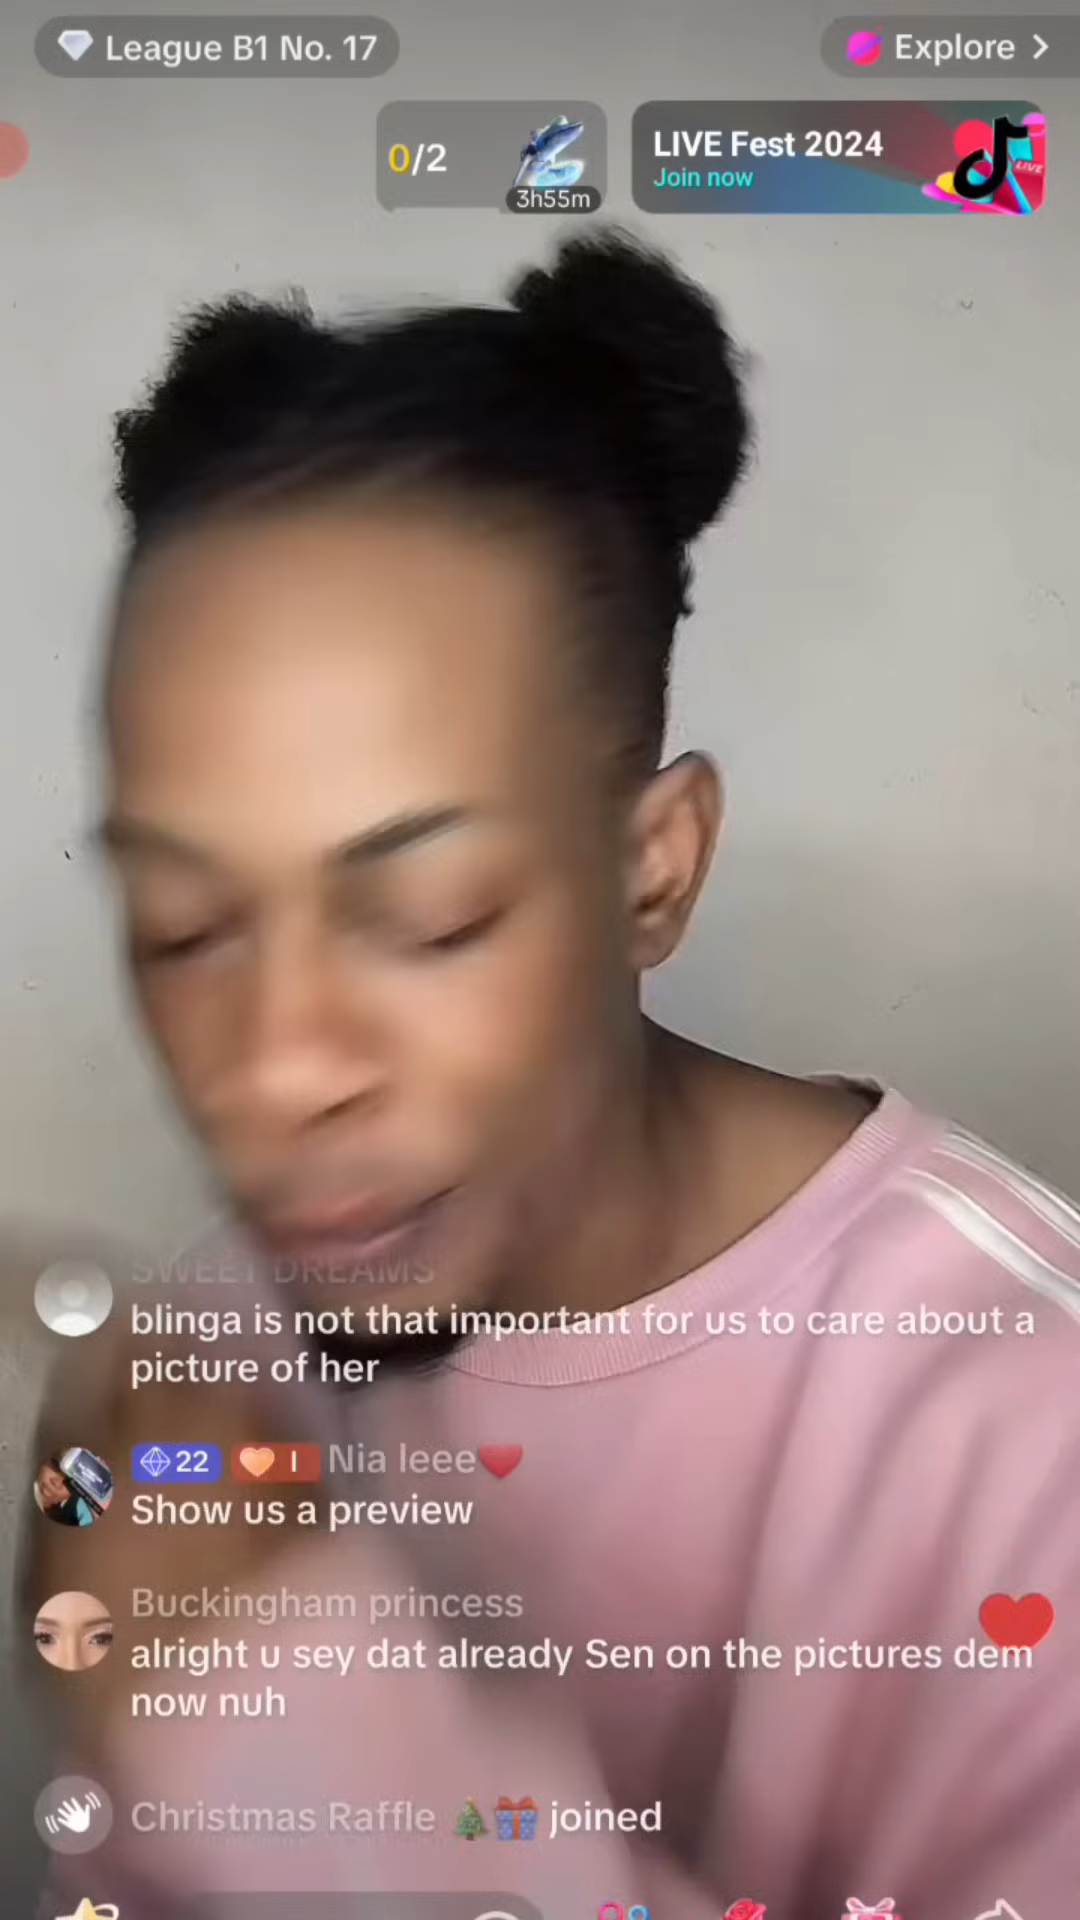 League B1 No. 17
Explore
0/2
3h55m
LIVE Fest 2024
Join now
LIVE
SWEET DREAMS
blinga is not that important for us to care about a
picture of her
22 I Nia leee❤️
Show us a preview
Buckingham princess
alright u sey dat already Sen on the pictures dem
now nuh
Christmas Raffle 🎄🎁 joined